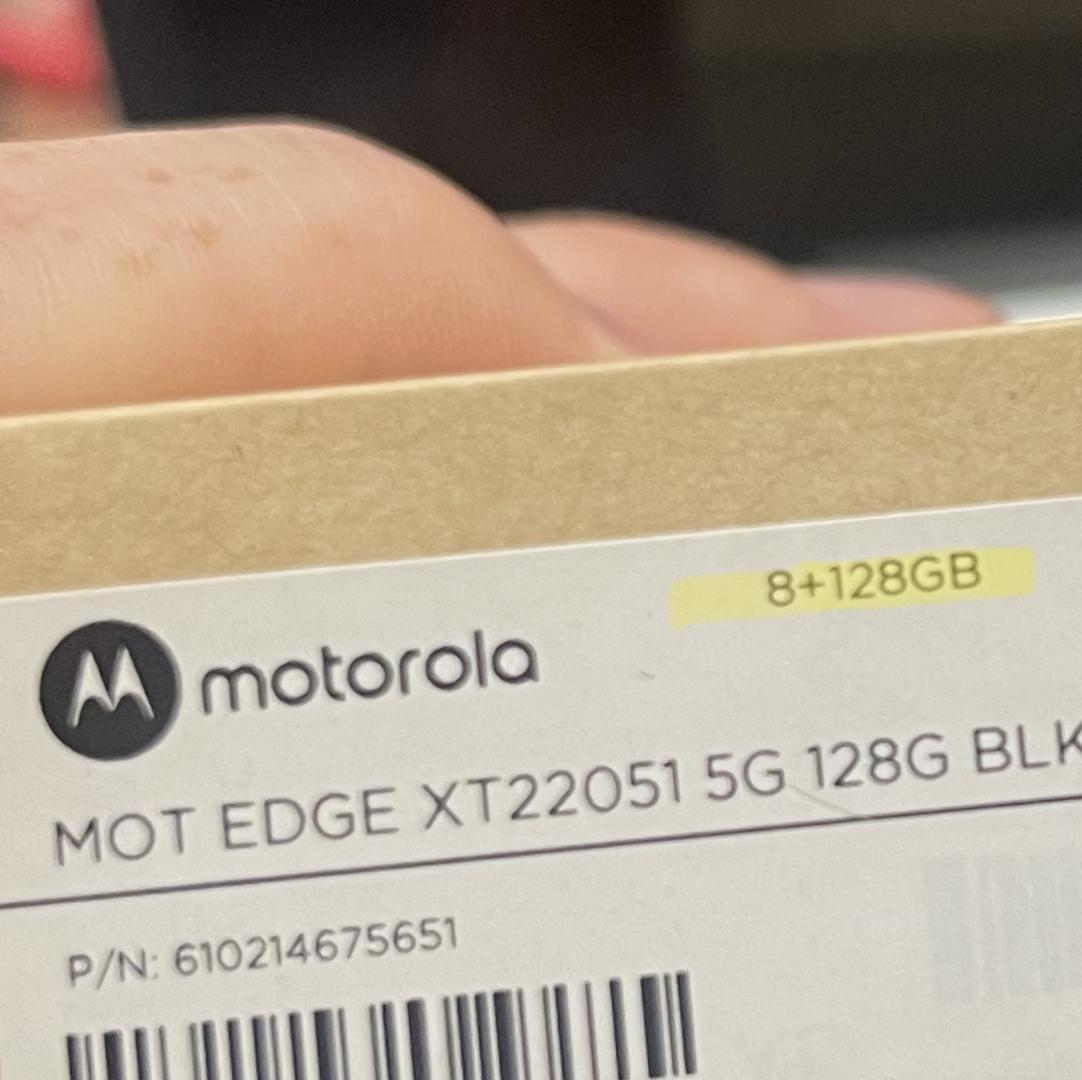 8+128GB
motorola
MOT EDGE XT22051 5G 128G BLK
P/N: 610214675651